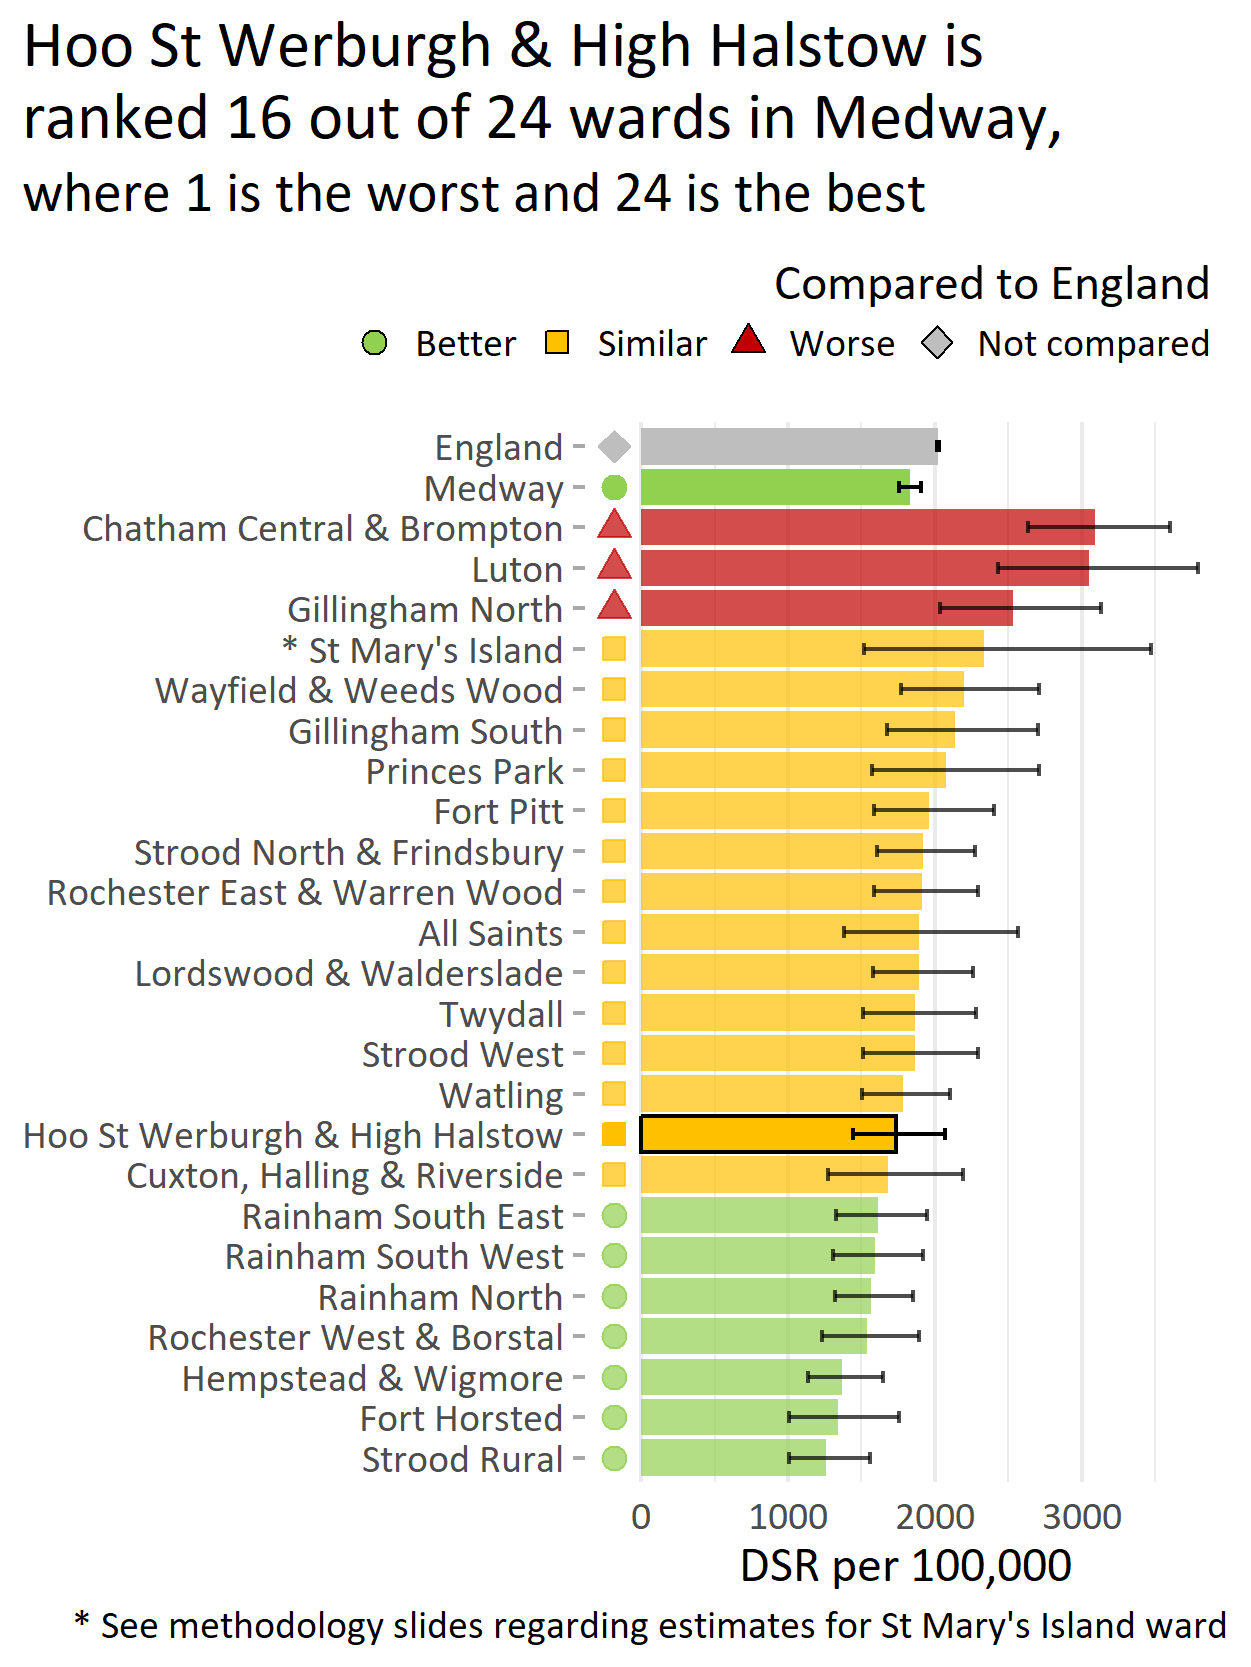 Hoo St Werburgh & High Halstow is
ranked 16 out of 24 wards in Medway,
where 1 is the worst and 24 is the best
Compared to England
Better Similar Worse Not compared
England
Medway
Chatham Central & Brompton
Luton
Gillingham North
* St Mary's Island
Wayfield & Weeds Wood
Gillingham South
Princes Park
Fort Pitt
Strood North & Frindsbury
Rochester East & Warren Wood
All Saints
Lordswood & Walderslade
Twydall
Strood West
Watling
Hoo St Werburgh & High Halstow
Cuxton, Halling & Riverside
Rainham South East
Rainham South West
Rainham North
Rochester West & Borstal
Hempstead & Wigmore
Fort Horsted
Strood Rural
0 1000 2000 3000
DSR per 100,000
* See methodology slides regarding estimates for St Mary's Island ward